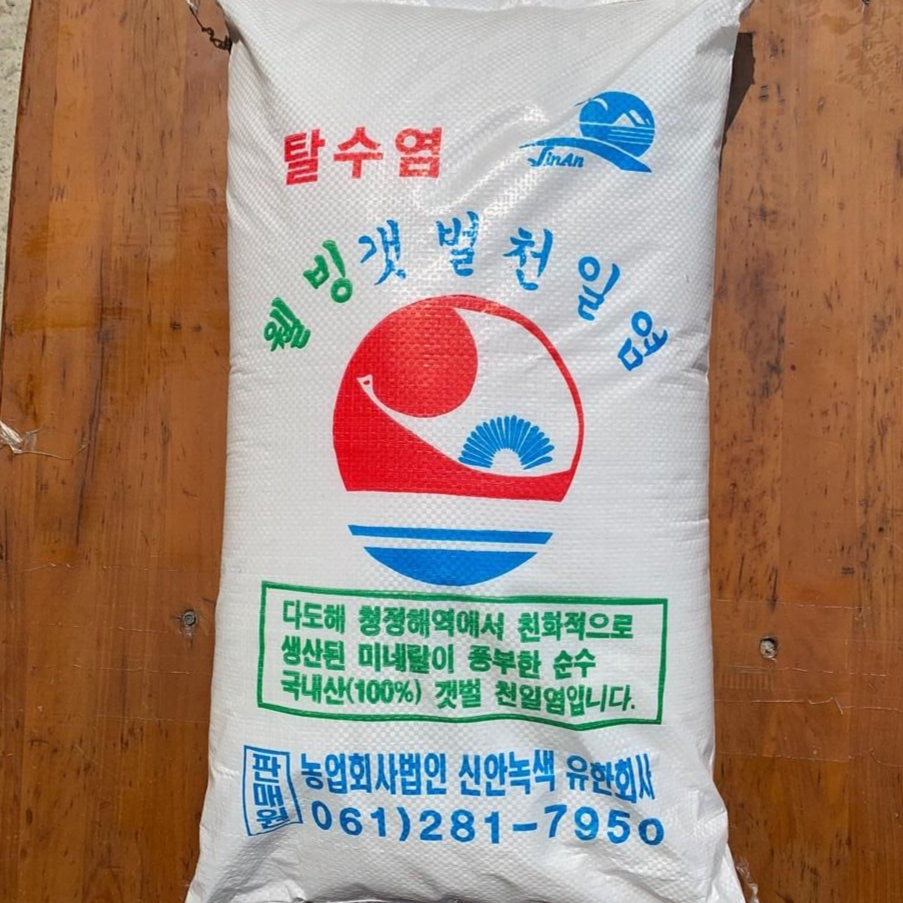 탈수염
JinAn
웰빙갯벌천일염
다도해 청정해역에서 천화적으로
생산된 미네랄이 풍부한 순수
국내산(100%) 갯벌 천일염입니다.
판매원 농업회사법인 신안녹색 유한회사
061)281-7950